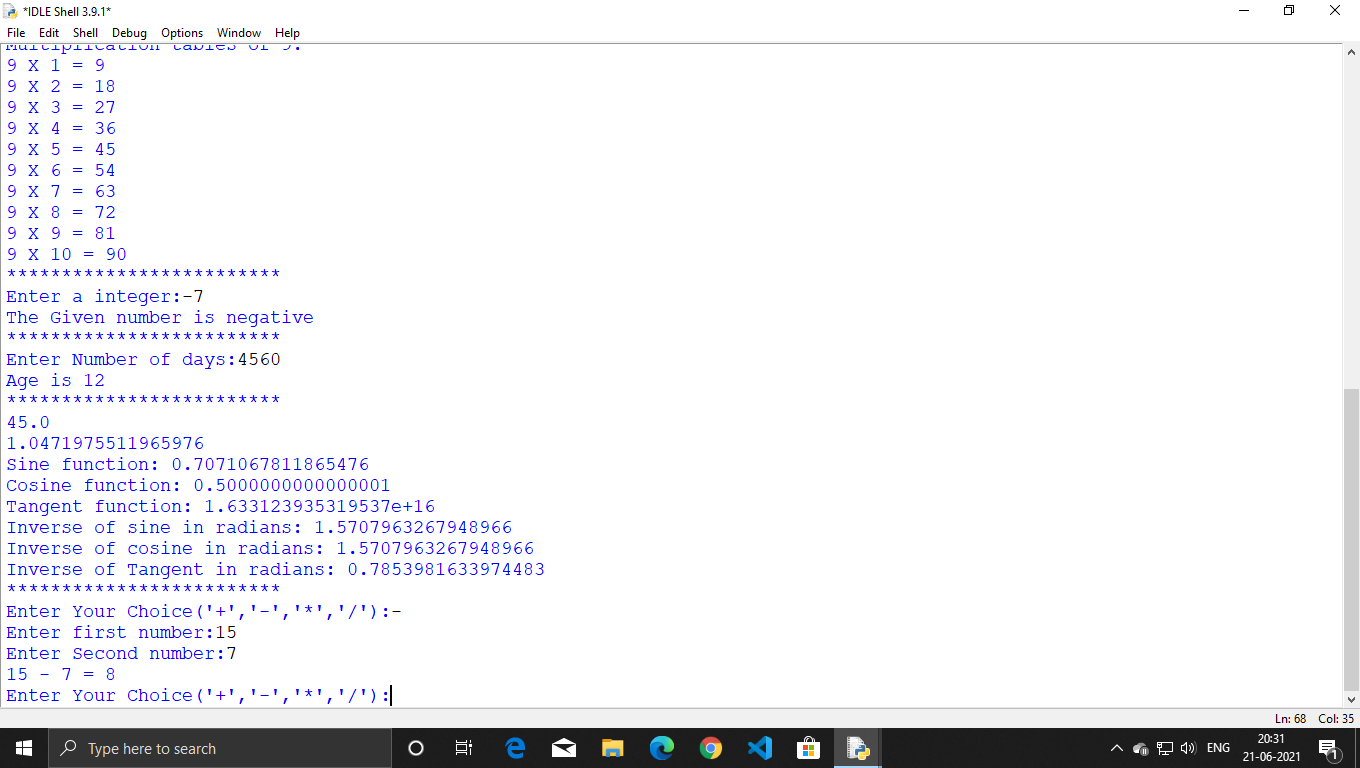 *IDLE Shell 3.9.1*
File Edit Shell Debug Options Window Help
Multiplication tables of 9:
9 X 1 = 9
9 X 2 = 18
9 X 3 = 27
9 X 4 = 36
9 X 5 = 45
9 X 6 = 54
9 X 7 = 63
9 X 8 = 72
9 X 9 = 81
9 X 10 = 90
*************************
Enter a integer:-7
The Given number is negative
*************************
Enter Number of days:4560
Age is 12
*************************
45.0
1.0471975511965976
Sine function: 0.7071067811865476
Cosine function: 0.5000000000000001
Tangent function: 1.633123935319537e+16
Inverse of sine in radians: 1.5707963267948966
Inverse of cosine in radians: 1.5707963267948966
Inverse of Tangent in radians: 0.7853981633974483
*************************
Enter Your Choice('+','-','*','/'):-
Enter first number:15
Enter Second number:7
15 - 7 = 8
Enter Your Choice('+','-','*','/'):
Ln: 68 Col: 35
Type here to search
ENG
20:31
21-06-2021
1